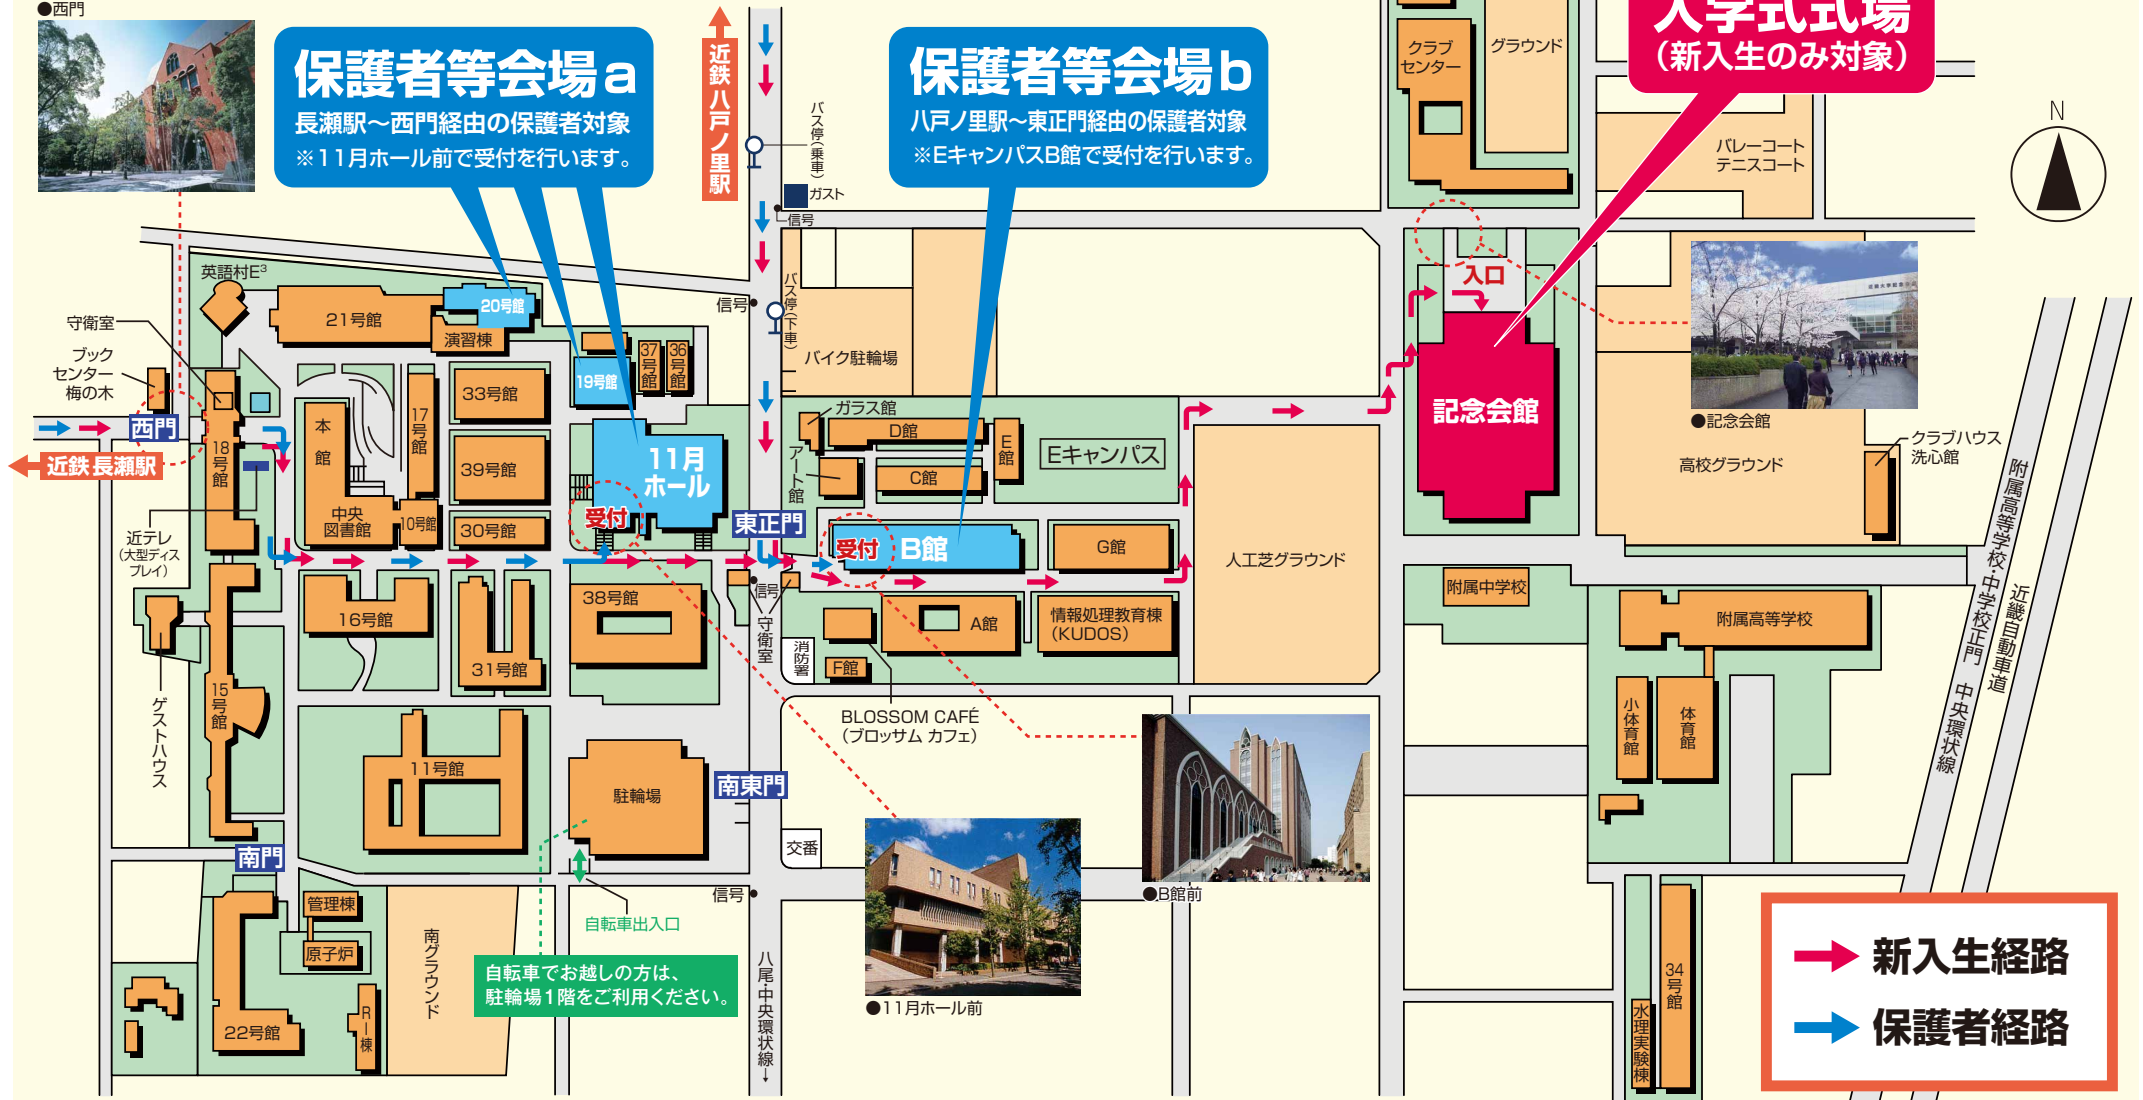 ●西門
保護者等会場a
長瀬駅～西門経由の保護者対象
※11月ホール前で受付を行います。
近鉄 八戸ノ里駅
バス停(乗車)
ガスト
信号
保護者等会場b
八戸ノ里駅～東正門経由の保護者対象
※EキャンパスB館で受付を行います。
クラブ
センター
グラウンド
入学式式場
(新入生のみ対象)
バレーコート
テニスコート
N
英語村E³
守衛室
ブック
センター
梅の木
21号館
20号館
演習棟
信号
バス停(下車)
バイク駐輪場
入口
●記念会館
19号館
37号館
36号館
33号館
17号館
本館
18号館
西門
近鉄 長瀬駅
39号館
11月
ホール
受付
東正門
ガラス館
D館
E館
アート館
C館
Eキャンパス
記念会館
高校グラウンド
クラブハウス
洗心館
近テレ
(大型ディス
プレイ)
中央
図書館
10号館
30号館
受付
B館
G館
人工芝グラウンド
附属高等学校・中学校正門
近畿自動車道
中央環状線
16号館
31号館
38号館
信号
守衛室
消防署
F館
A館
情報処理教育棟
(KUDOS)
附属中学校
附属高等学校
ゲストハウス
15号館
11号館
駐輪場
南東門
BLOSSOM CAFÉ
(ブロッサム カフェ)
小体育館
体育館
南門
交番
信号
●B館前
管理棟
原子炉
22号館
RI棟
南グラウンド
自転車出入口
自転車でお越しの方は、
駐輪場1階をご利用ください。
八尾・中央環状線→
●11月ホール前
34号館
水理実験棟
新入生経路
保護者経路